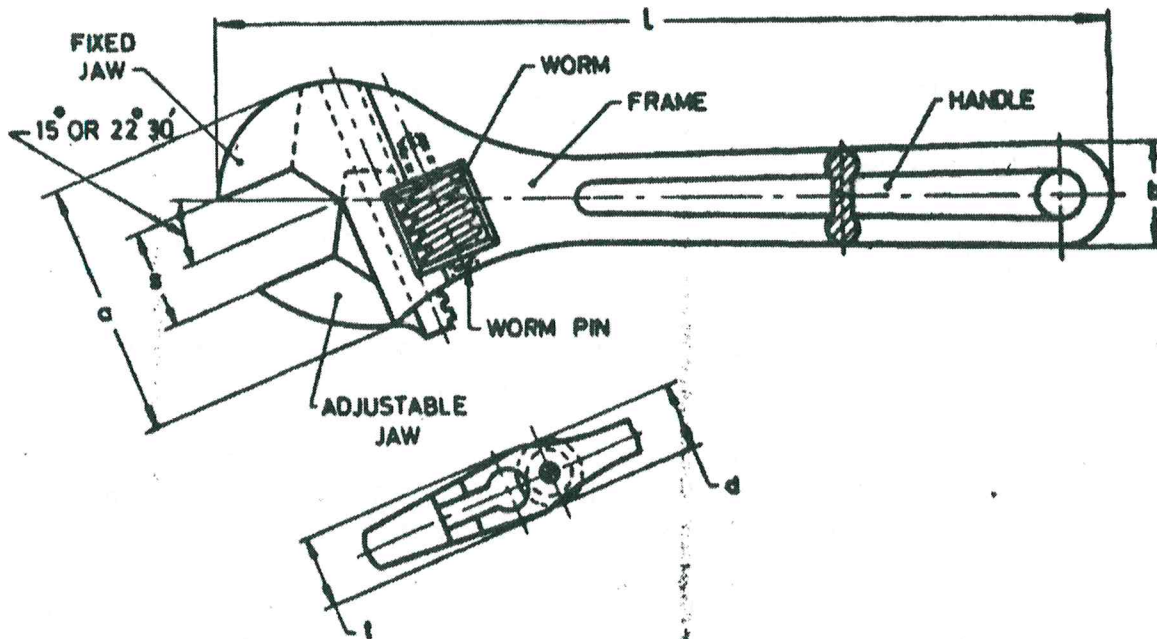 l
FIXED
JAW
WORM
FRAME
HANDLE
15° OR 22° 30′
s
a
WORM PIN
ADJUSTABLE
JAW
d
t